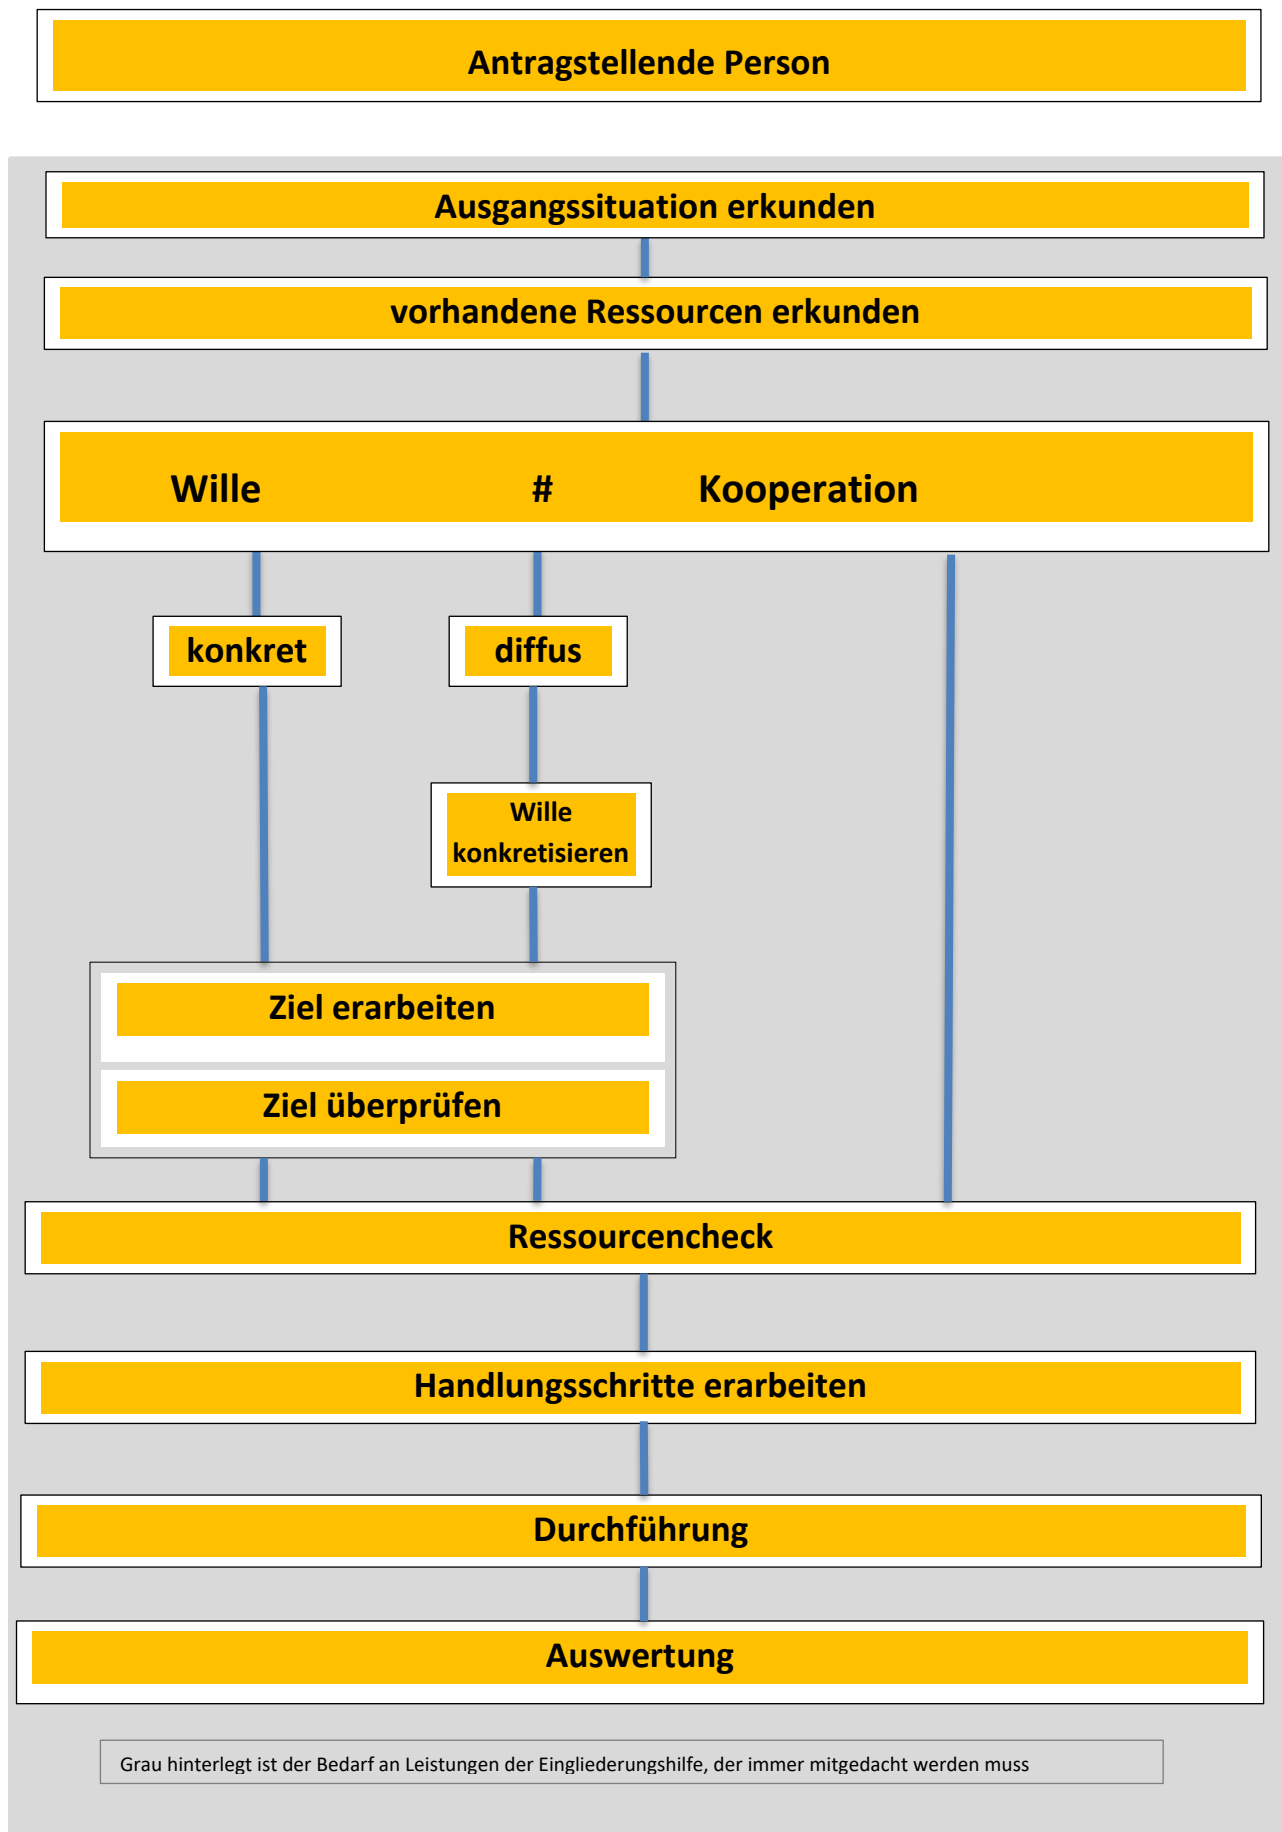 Antragstellende Person
Ausgangssituation erkunden
vorhandene Ressourcen erkunden
Wille # Kooperation
konkret diffus
Wille
konkretisieren
Ziel erarbeiten
Ziel überprüfen
Ressourcencheck
Handlungsschritte erarbeiten
Durchführung
Auswertung
Grau hinterlegt ist der Bedarf an Leistungen der Eingliederungshilfe, der immer mitgedacht werden muss